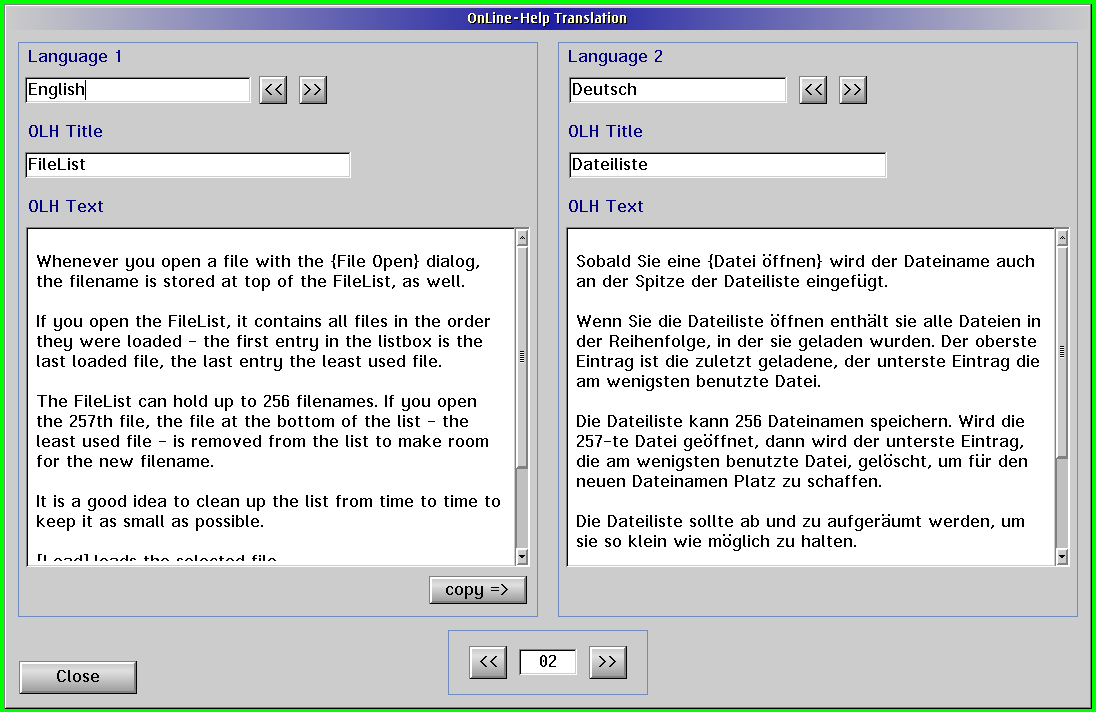 OnLine-Help Translation
Language 1
English
<< >>
OLH Title
FileList
OLH Text
Whenever you open a file with the {File Open} dialog,
the filename is stored at top of the FileList, as well.
If you open the FileList, it contains all files in the order
they were loaded - the first entry in the listbox is the
last loaded file, the last entry the least used file.
The FileList can hold up to 256 filenames. If you open
the 257th file, the file at the bottom of the list - the
least used file - is removed from the list to make room
for the new filename.
It is a good idea to clean up the list from time to time to
keep it as small as possible.
[Load] loads the selected file
copy =>
Language 2
Deutsch
<< >>
OLH Title
Dateiliste
OLH Text
Sobald Sie eine {Datei öffnen} wird der Dateiname auch
an der Spitze der Dateiliste eingefügt.
Wenn Sie die Dateiliste öffnen enthält sie alle Dateien in
der Reihenfolge, in der sie geladen wurden. Der oberste
Eintrag ist die zuletzt geladene, der unterste Eintrag die
am wenigsten benutzte Datei.
Die Dateiliste kann 256 Dateinamen speichern. Wird die
257-te Datei geöffnet, dann wird der unterste Eintrag,
die am wenigsten benutzte Datei, gelöscht, um für den
neuen Dateinamen Platz zu schaffen.
Die Dateiliste sollte ab und zu aufgeräumt werden, um
sie so klein wie möglich zu halten.
Close
<< 02 >>